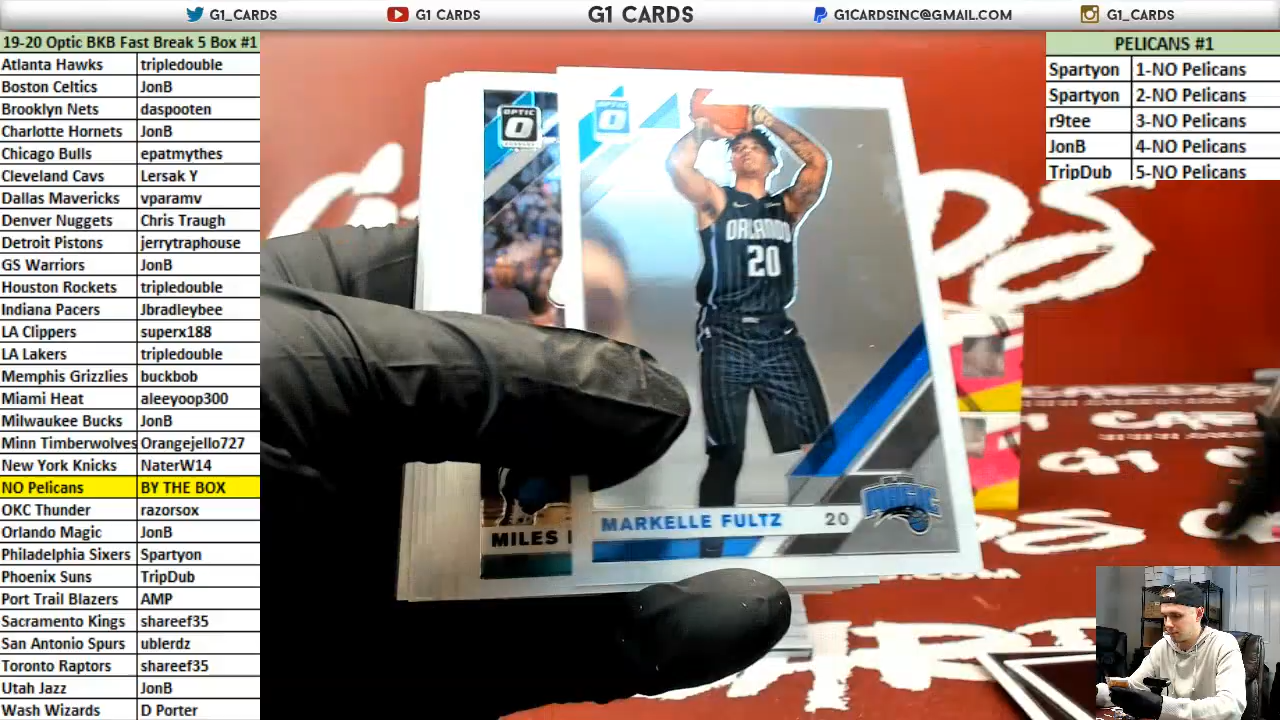 G1_CARDS
G1 CARDS
G1 CARDS
G1CARDSINC@GMAIL.COM
G1_CARDS
19-20 Optic BKB Fast Break 5 Box #1
Atlanta Hawks tripledouble
Boston Celtics JonB
Brooklyn Nets daspooten
Charlotte Hornets JonB
Chicago Bulls epatmythes
Cleveland Cavs Lersak Y
Dallas Mavericks vparamv
Denver Nuggets Chris Traugh
Detroit Pistons jerrytraphouse
GS Warriors JonB
Houston Rockets tripledouble
Indiana Pacers Jbradleybee
LA Clippers superx188
LA Lakers tripledouble
Memphis Grizzlies buckbob
Miami Heat aleeyoop300
Milwaukee Bucks JonB
Minn Timberwolves Orangejello727
New York Knicks NaterW14
NO Pelicans BY THE BOX
OKC Thunder razorsox
Orlando Magic JonB
Philadelphia Sixers Spartyon
Phoenix Suns TripDub
Port Trail Blazers AMP
Sacramento Kings shareef35
San Antonio Spurs ublerdz
Toronto Raptors shareef35
Utah Jazz JonB
Wash Wizards D Porter
PELICANS #1
Spartyon 1-NO Pelicans
Spartyon 2-NO Pelicans
r9tee 3-NO Pelicans
JonB 4-NO Pelicans
TripDub 5-NO Pelicans
OPTIC
OPTIC
ORLANDO
20
MILES
MARKELLE FULTZ 20
MAGIC
G1 CARDS